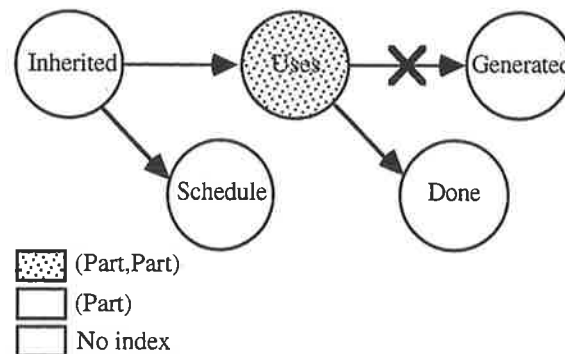 Inherited
Uses
Generated
Schedule
Done
(Part,Part)
(Part)
No index